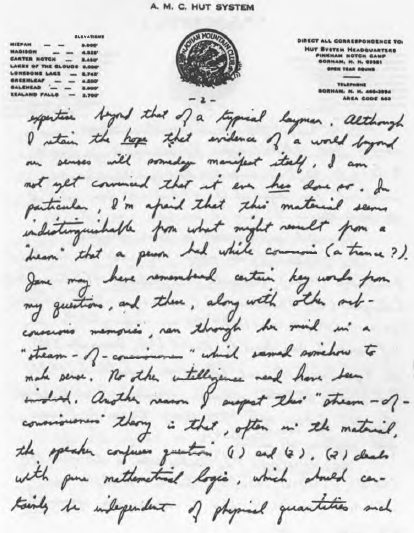 A. M. C. HUT SYSTEM
ELEVATIONS
MIZPAH — — 3,800'
MADISON — — 4,825'
CARTER NOTCH — 3,450'
LAKES OF THE CLOUDS 5,000'
LONESOME LAKE — 2,743'
GREENLEAF — — 4,200'
GALEHEAD — — 3,800'
ZEALAND FALLS — 2,700'
APPALACHIAN MOUNTAIN CLUB
DIRECT ALL CORRESPONDENCE TO:
HUT SYSTEM HEADQUARTERS
PINKHAM NOTCH CAMP
GORHAM, N. H. 03581
OPEN YEAR ROUND
TELEPHONE
GORHAM, N. H. 466-
AREA CODE 603
- 2 -
expertise beyond that of a typical layman. Although
I retain the hope that evidence of a world beyond
our senses will someday manifest itself, I am
not yet convinced that it ever has done so. In
particular, I'm afraid that this material seems
indistinguishable from what might result from a
"dream" that a person had while conscious (a trance?).
Jane may have remembered certain key words from
my questions, and these, along with other sub-
conscious memories, ran through her mind in a
"stream-of-consciousness" which seemed somehow to
make sense. No other intelligence need have been
involved. Another reason I suspect this "stream-of-
consciousness" theory is that, often in the material,
the speaker confuses questions (1) and (2). (2) deals
with pure mathematical logic, which should cer-
tainly be independent of physical quantities such